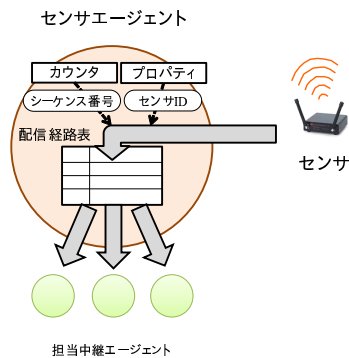 センサエージェント
カウンタ
プロパティ
シーケンス番号
センサID
配信経路表
センサ
担当中継エージェント